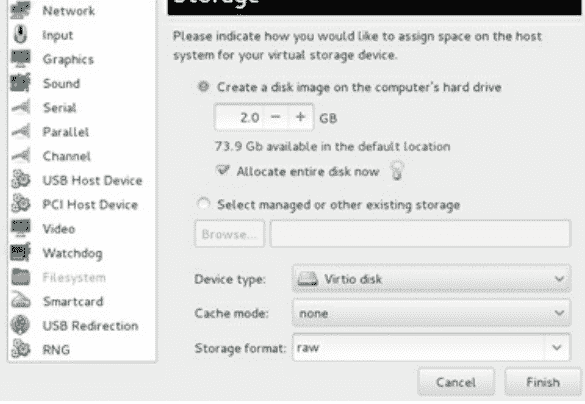 Storage
Network
Input
Graphics
Sound
Serial
Parallel
Channel
USB Host Device
PCI Host Device
Video
Watchdog
Filesystem
Smartcard
USB Redirection
RNG
Please indicate how you would like to assign space on the host
system for your virtual storage device.
Create a disk image on the computer's hard drive
2.0 − + GB
73.9 Gb available in the default location
Allocate entire disk now
Select managed or other existing storage
Browse...
Device type: Virtio disk
Cache mode: none
Storage format: raw
Cancel Finish